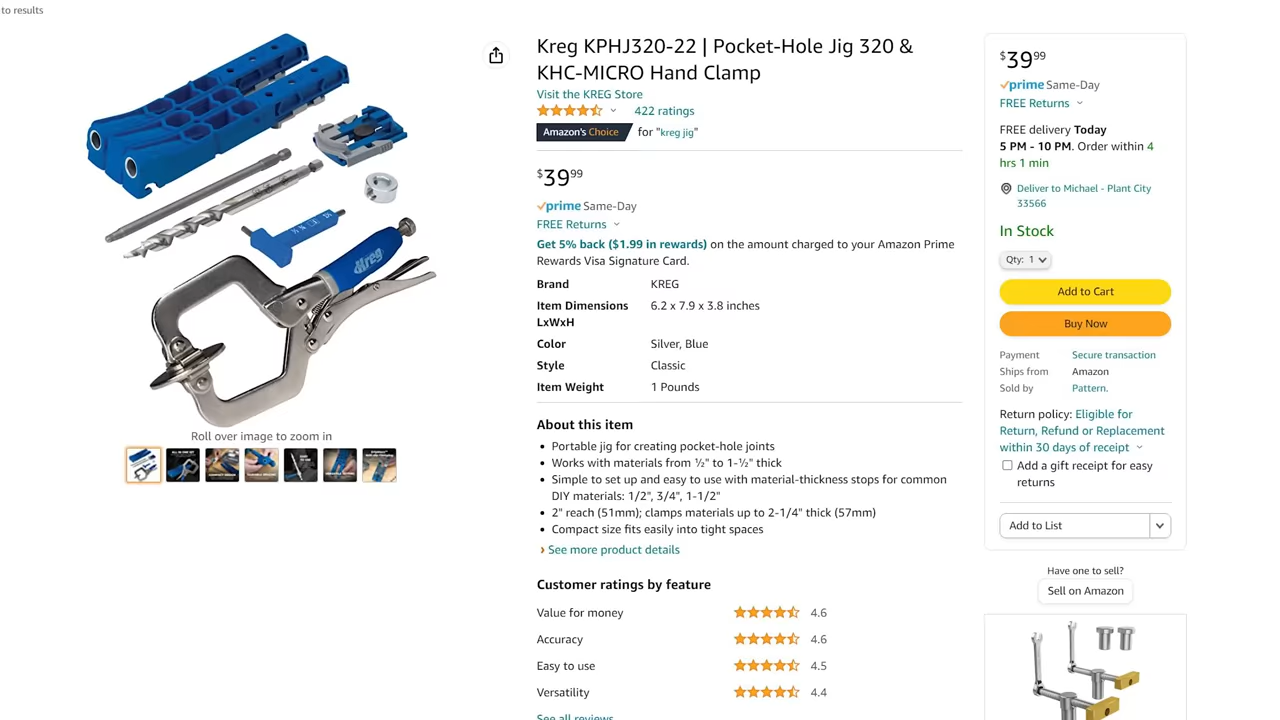 to results
Kreg KPHJ320-22 | Pocket-Hole Jig 320 &
KHC-MICRO Hand Clamp
Visit the KREG Store
422 ratings
Amazon's Choice for "kreg jig"
$39 99
prime Same-Day
FREE Returns
Get 5% back ($1.99 in rewards) on the amount charged to your Amazon Prime
Rewards Visa Signature Card.
Brand KREG
Item Dimensions 6.2 x 7.9 x 3.8 inches
LxWxH
Color Silver, Blue
Style Classic
Item Weight 1 Pounds
About this item
• Portable jig for creating pocket-hole joints
• Works with materials from ½" to 1-½" thick
• Simple to set up and easy to use with material-thickness stops for common
DIY materials: 1/2", 3/4", 1-1/2"
• 2" reach (51mm); clamps materials up to 2-1/4" thick (57mm)
• Compact size fits easily into tight spaces
› See more product details
Customer ratings by feature
Value for money 4.6
Accuracy 4.6
Easy to use 4.5
Versatility 4.4
See all reviews
Kreg
Roll over image to zoom in
$39 99
prime Same-Day
FREE Returns
FREE delivery Today
5 PM - 10 PM. Order within 4
hrs 1 min
Deliver to Michael - Plant City
33566
In Stock
Qty: 1
Add to Cart
Buy Now
Payment Secure transaction
Ships from Amazon
Sold by Pattern.
Return policy: Eligible for
Return, Refund or Replacement
within 30 days of receipt
Add a gift receipt for easy
returns
Add to List
Have one to sell?
Sell on Amazon